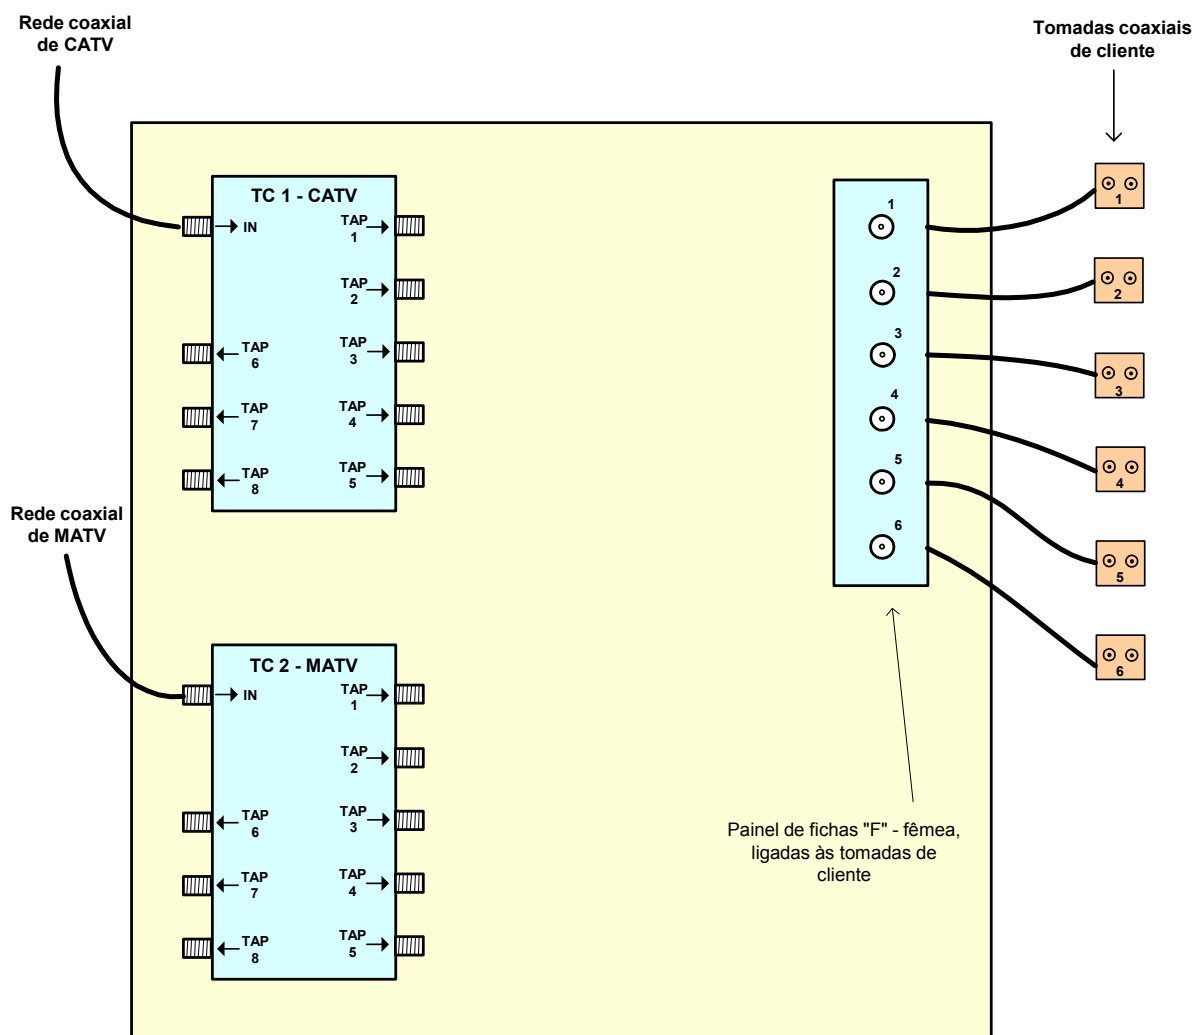 Rede coaxial
de CATV
Tomadas coaxiais
de cliente
TC 1 - CATV
IN
TAP
1
TAP
2
TAP
3
TAP
4
TAP
5
TAP
6
TAP
7
TAP
8
1
2
3
4
5
6
1
2
3
4
5
6
Rede coaxial
de MATV
TC 2 - MATV
IN
TAP
1
TAP
2
TAP
3
TAP
4
TAP
5
TAP
6
TAP
7
TAP
8
Painel de fichas "F" - fêmea,
ligadas às tomadas de
cliente